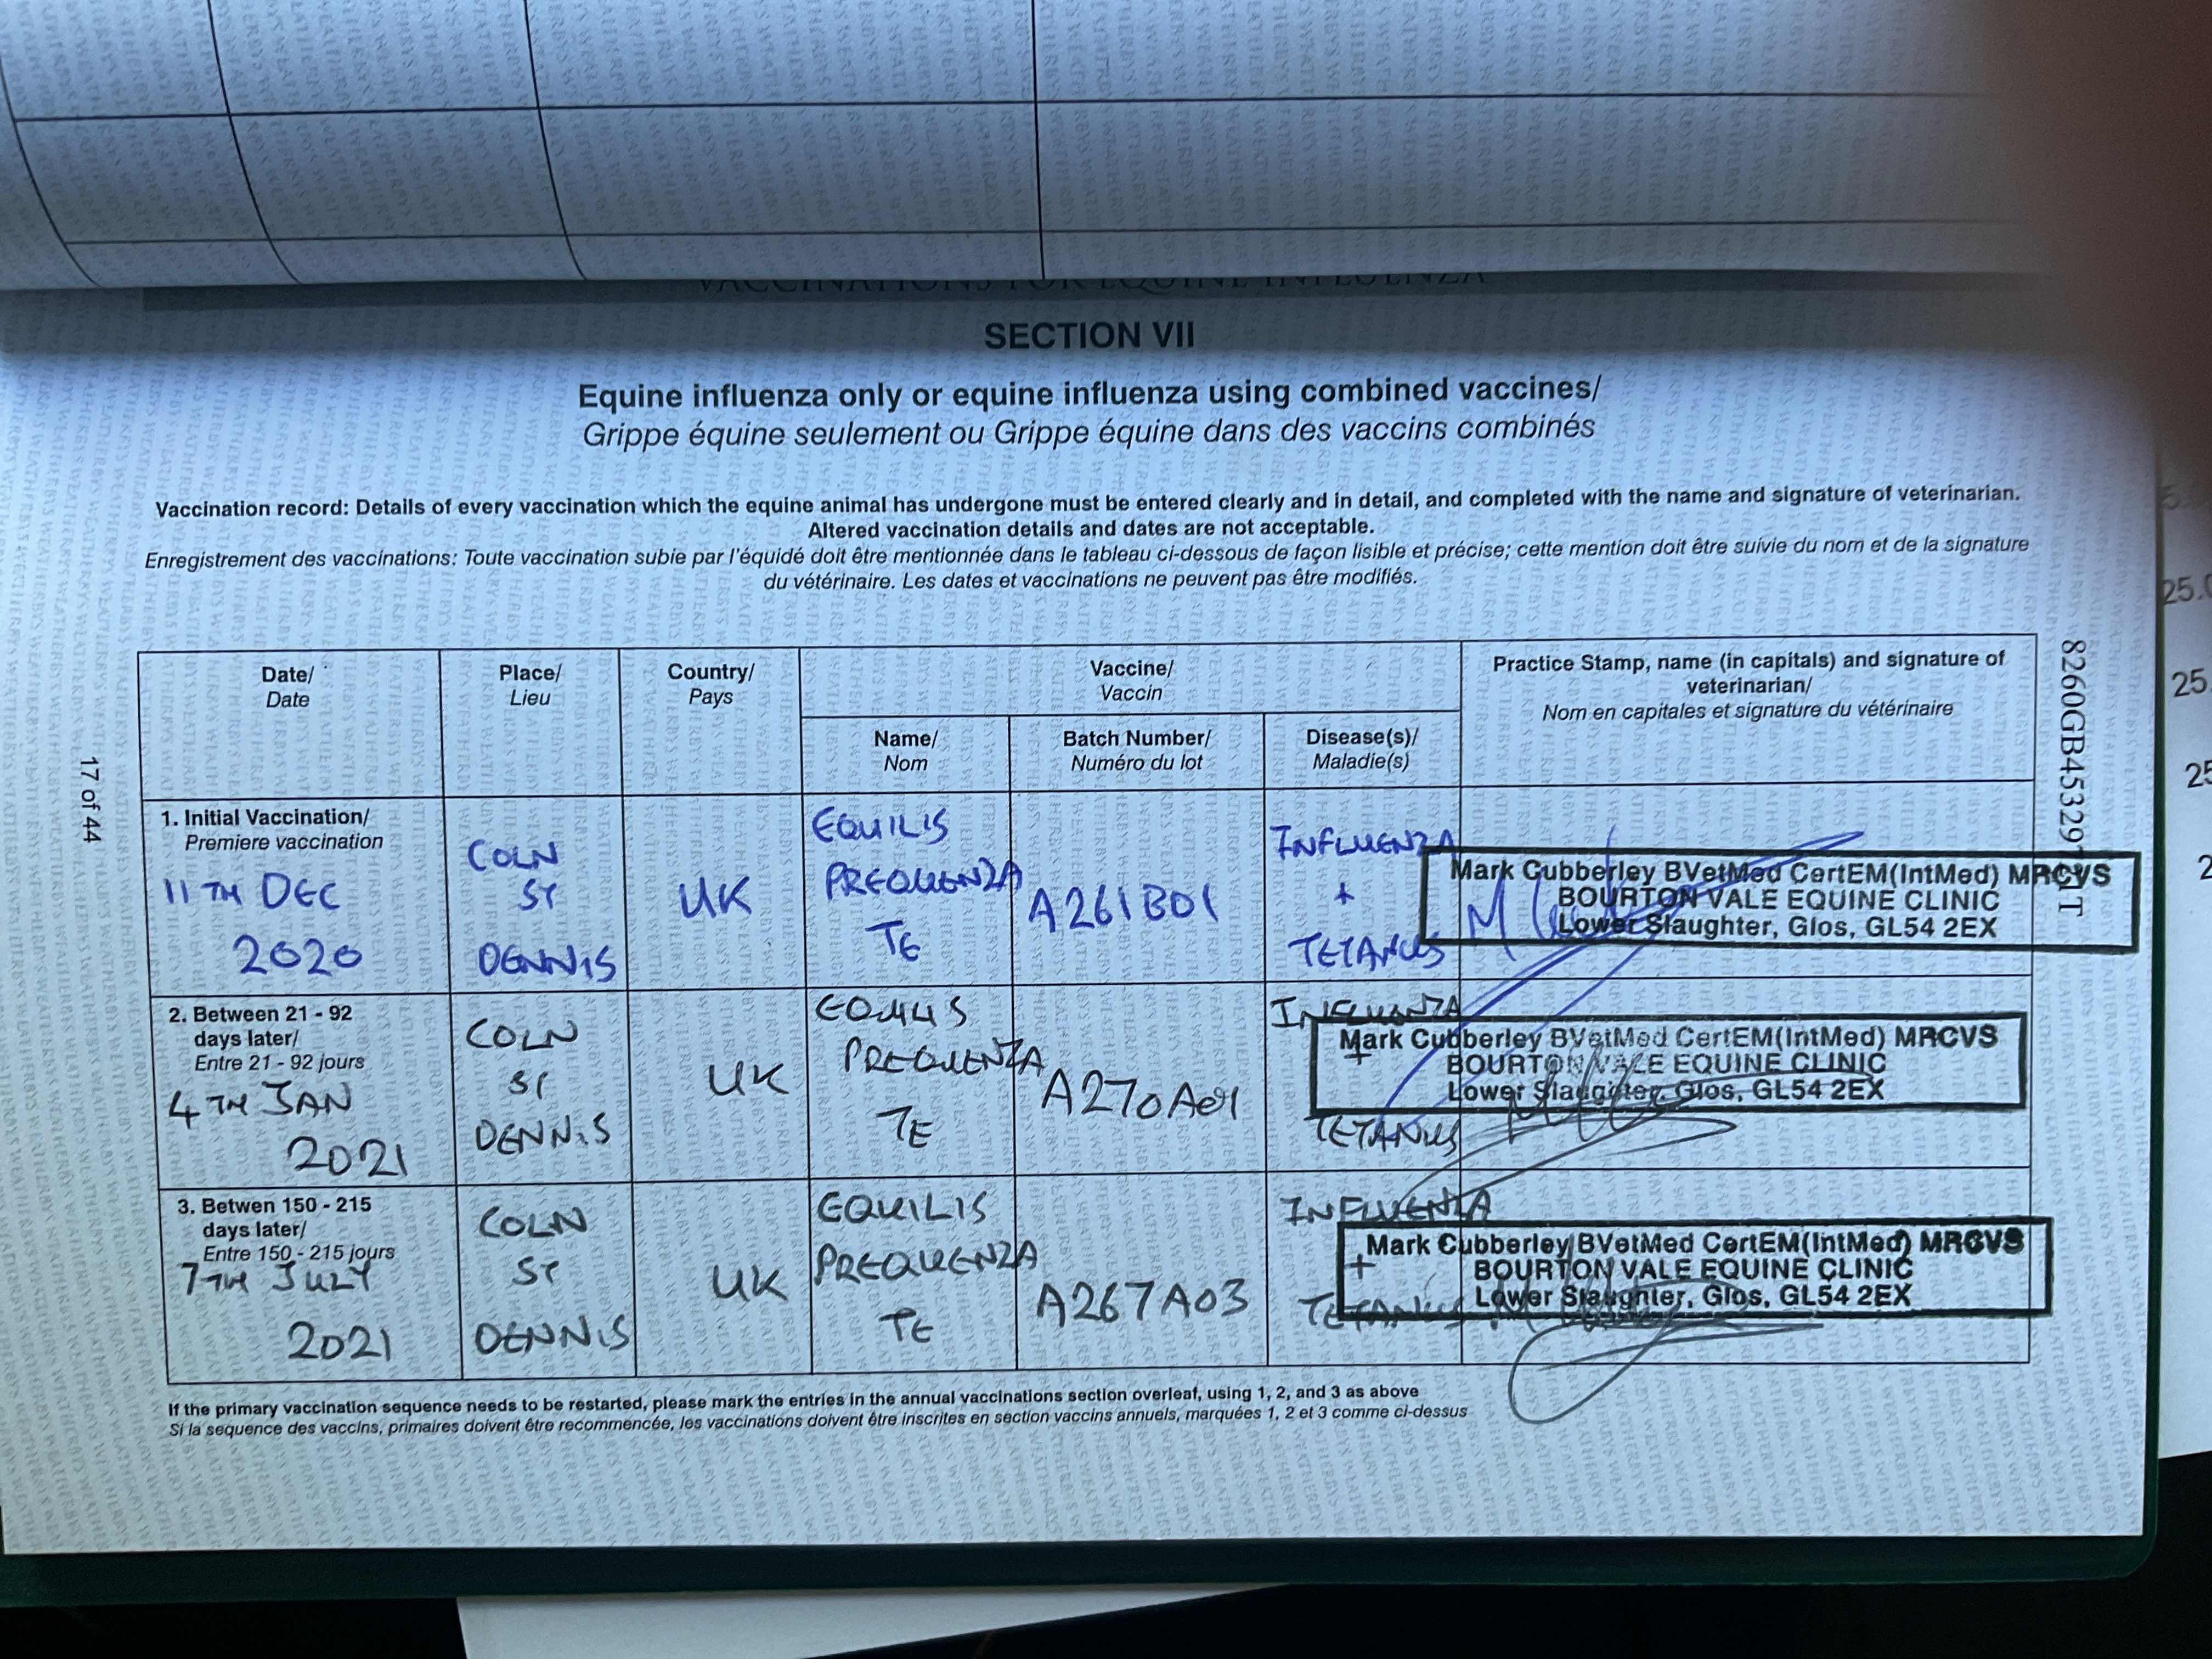 VACCINATIONS FOR EQUINE INFLUENZA
SECTION VII
Equine influenza only or equine influenza using combined vaccines/
Grippe équine seulement ou Grippe équine dans des vaccins combinés
Vaccination record: Details of every vaccination which the equine animal has undergone must be entered clearly and in detail, and completed with the name and signature of veterinarian.
Altered vaccination details and dates are not acceptable.
Enregistrement des vaccinations: Toute vaccination subie par l'équidé doit être mentionnée dans le tableau ci-dessous de façon lisible et précise; cette mention doit être suivie du nom et de la signature
du vétérinaire. Les dates et vaccinations ne peuvent pas être modifiés.
Date/
Date
Place/
Lieu
Country/
Pays
Vaccine/
Vaccin
Practice Stamp, name (in capitals) and signature of
veterinarian/
Nom en capitales et signature du vétérinaire
Name/
Nom
Batch Number/
Numéro du lot
Disease(s)/
Maladie(s)
1. Initial Vaccination/
Premiere vaccination
11TH DEC
2020
COLN
ST
DENNIS
UK
EQUILIS
PREQUENZA
TE
A261B01
INFLUENZA
+
TETANUS
Mark Cubberley BVetMed CertEM(IntMed) MRCVS
BOURTON VALE EQUINE CLINIC
Lower Slaughter, Glos, GL54 2EX
2. Between 21 - 92
days later/
Entre 21 - 92 jours
4TH JAN
2021
COLN
ST
DENNIS
UK
EQUILIS
PREQUENZA
TE
A270A01
INFLUENZA
+
TETANUS
Mark Cubberley BVetMed CertEM(IntMed) MRCVS
BOURTON VALE EQUINE CLINIC
Lower Slaughter, Glos, GL54 2EX
3. Betwen 150 - 215
days later/
Entre 150 - 215 jours
7TH JULY
2021
COLN
ST
DENNIS
UK
EQUILIS
PREQUENZA
TE
A267A03
INFLUENZA
+
TETANUS
Mark Cubberley BVetMed CertEM(IntMed) MRCVS
BOURTON VALE EQUINE CLINIC
Lower Slaughter, Glos, GL54 2EX
If the primary vaccination sequence needs to be restarted, please mark the entries in the annual vaccinations section overleaf, using 1, 2, and 3 as above
Si la sequence des vaccins, primaires doivent être recommencée, les vaccinations doivent être inscrites en section vaccins annuels, marquées 1, 2 et 3 comme ci-dessus
17 of 44